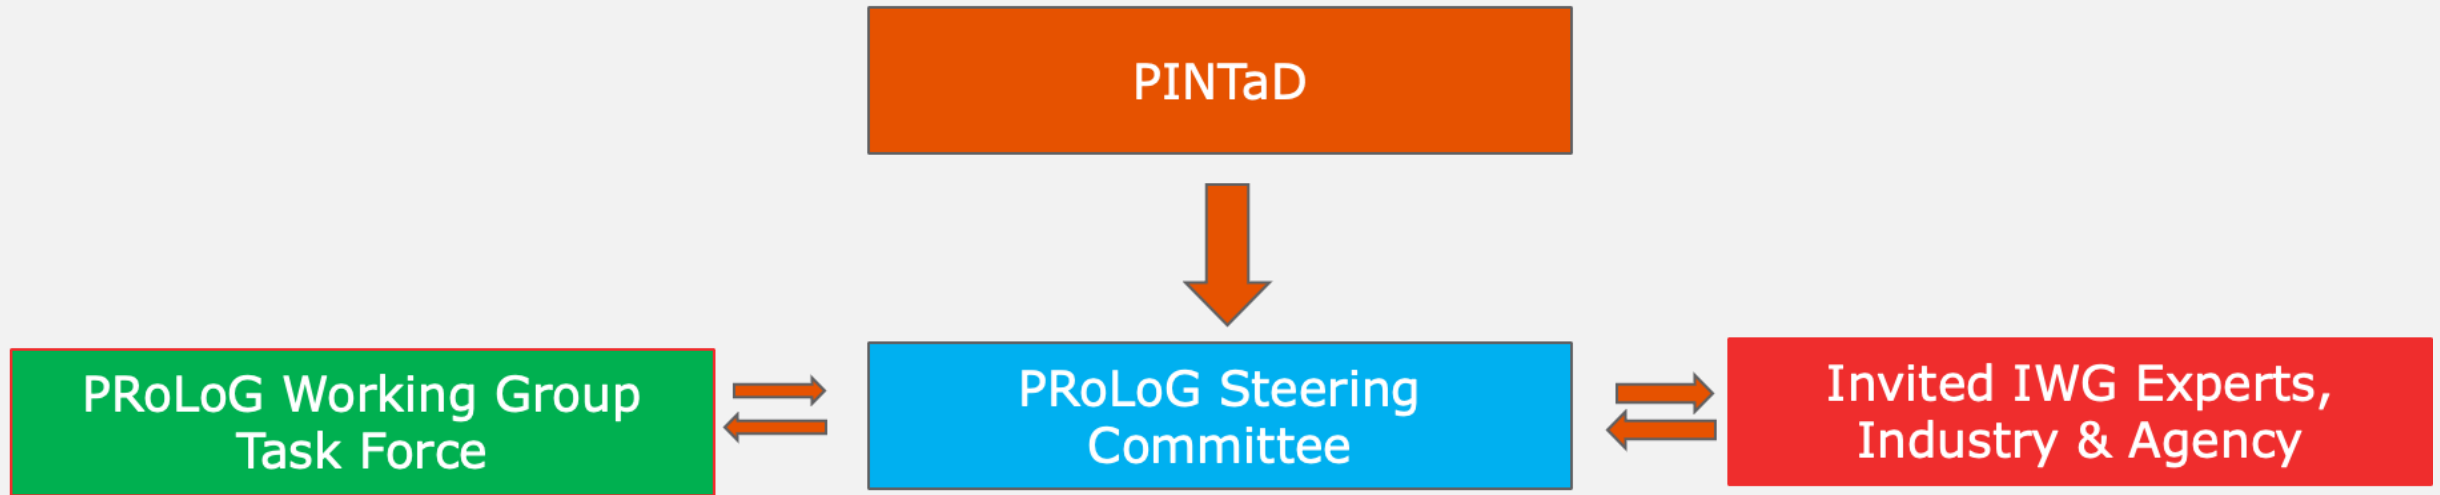 PINTaD
PRoLoG Working Group
Task Force
PRoLoG Steering
Committee
Invited IWG Experts,
Industry & Agency